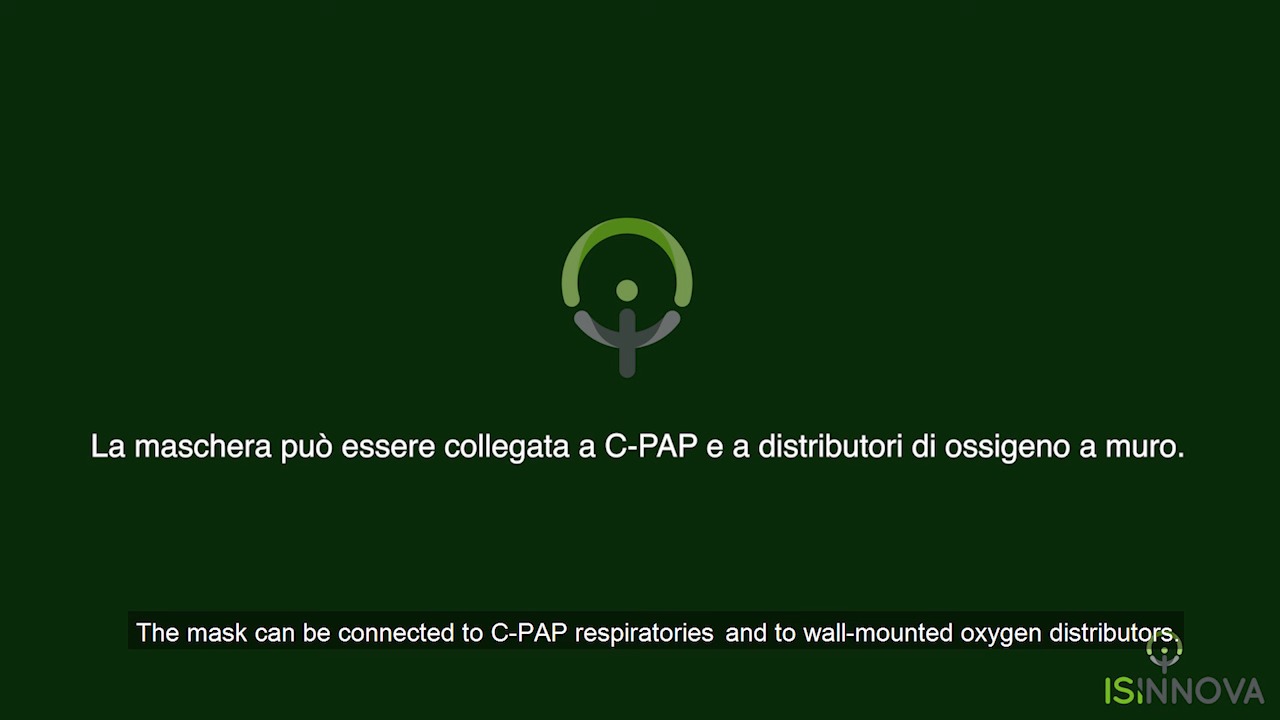 La maschera può essere collegata a C-PAP e a distributori di ossigeno a muro.
The mask can be connected to C-PAP respiratories and to wall-mounted oxygen distributors.
ISINNOVA